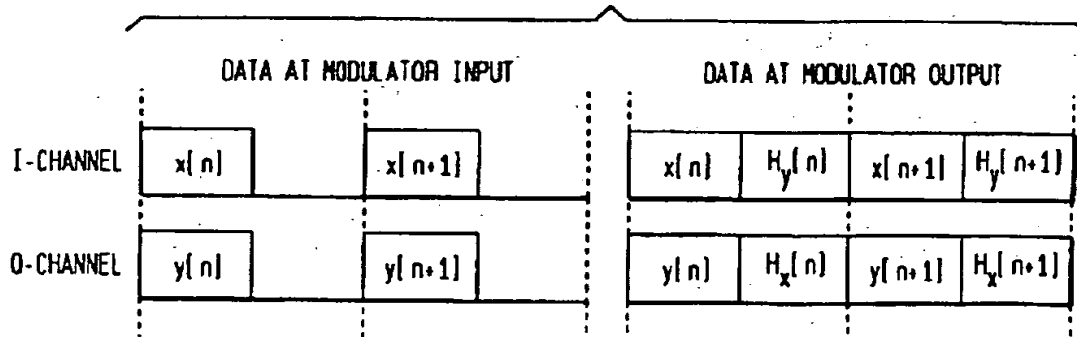 DATA AT MODULATOR INPUT DATA AT MODULATOR OUTPUT
I-CHANNEL x[n] x[n+1] x[n] Hy[n] x[n+1] Hy[n+1]
Q-CHANNEL y[n] y[n+1] y[n] Hx[n] y[n+1] Hx[n+1]